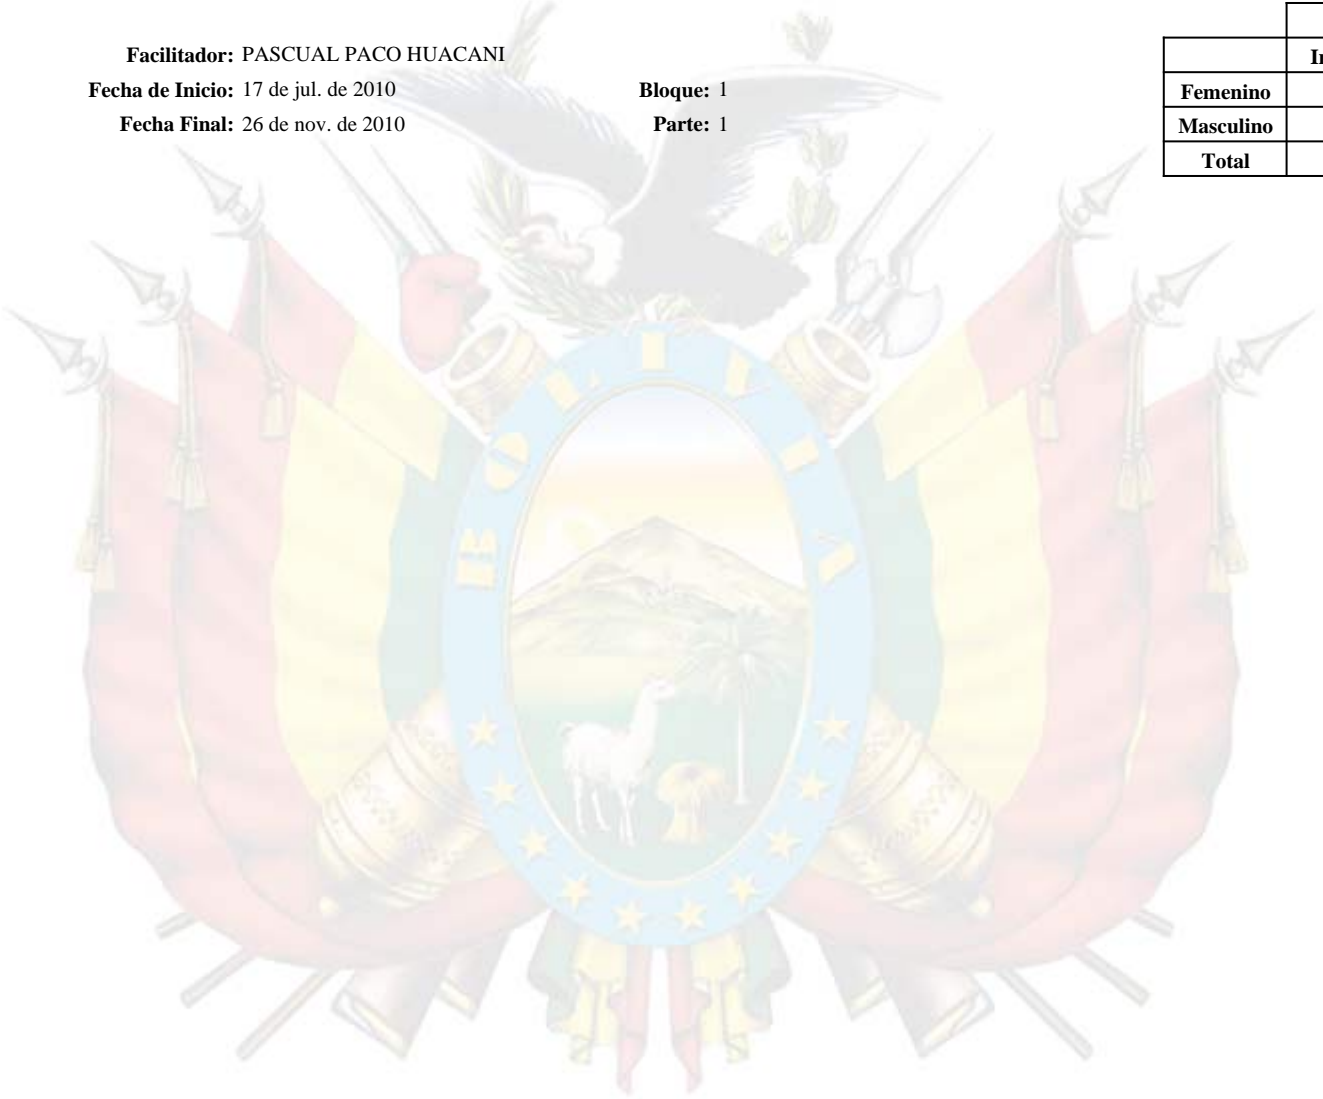 Facilitador: PASCUAL PACO HUACANI
Fecha de Inicio: 17 de jul. de 2010 Bloque: 1
Fecha Final: 26 de nov. de 2010 Parte: 1
Femenino
Masculino
Total
BOLIVIA